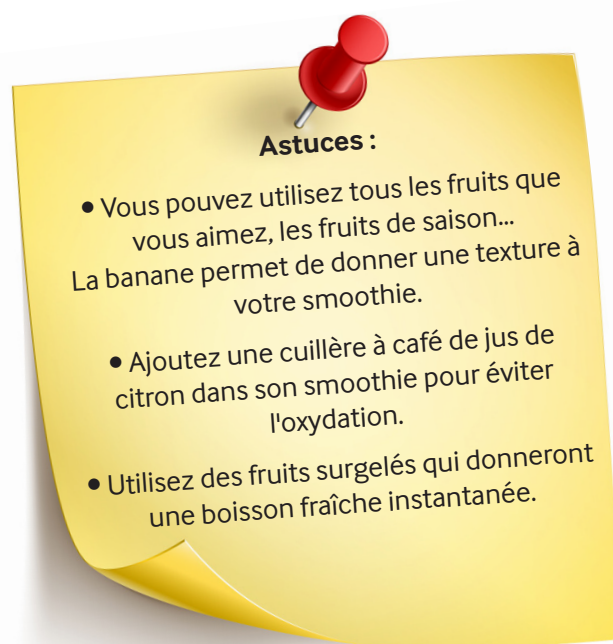 Astuces :
• Vous pouvez utilisez tous les fruits que
vous aimez, les fruits de saison...
La banane permet de donner une texture à
votre smoothie.
• Ajoutez une cuillère à café de jus de
citron dans son smoothie pour éviter
l'oxydation.
• Utilisez des fruits surgelés qui donneront
une boisson fraîche instantanée.